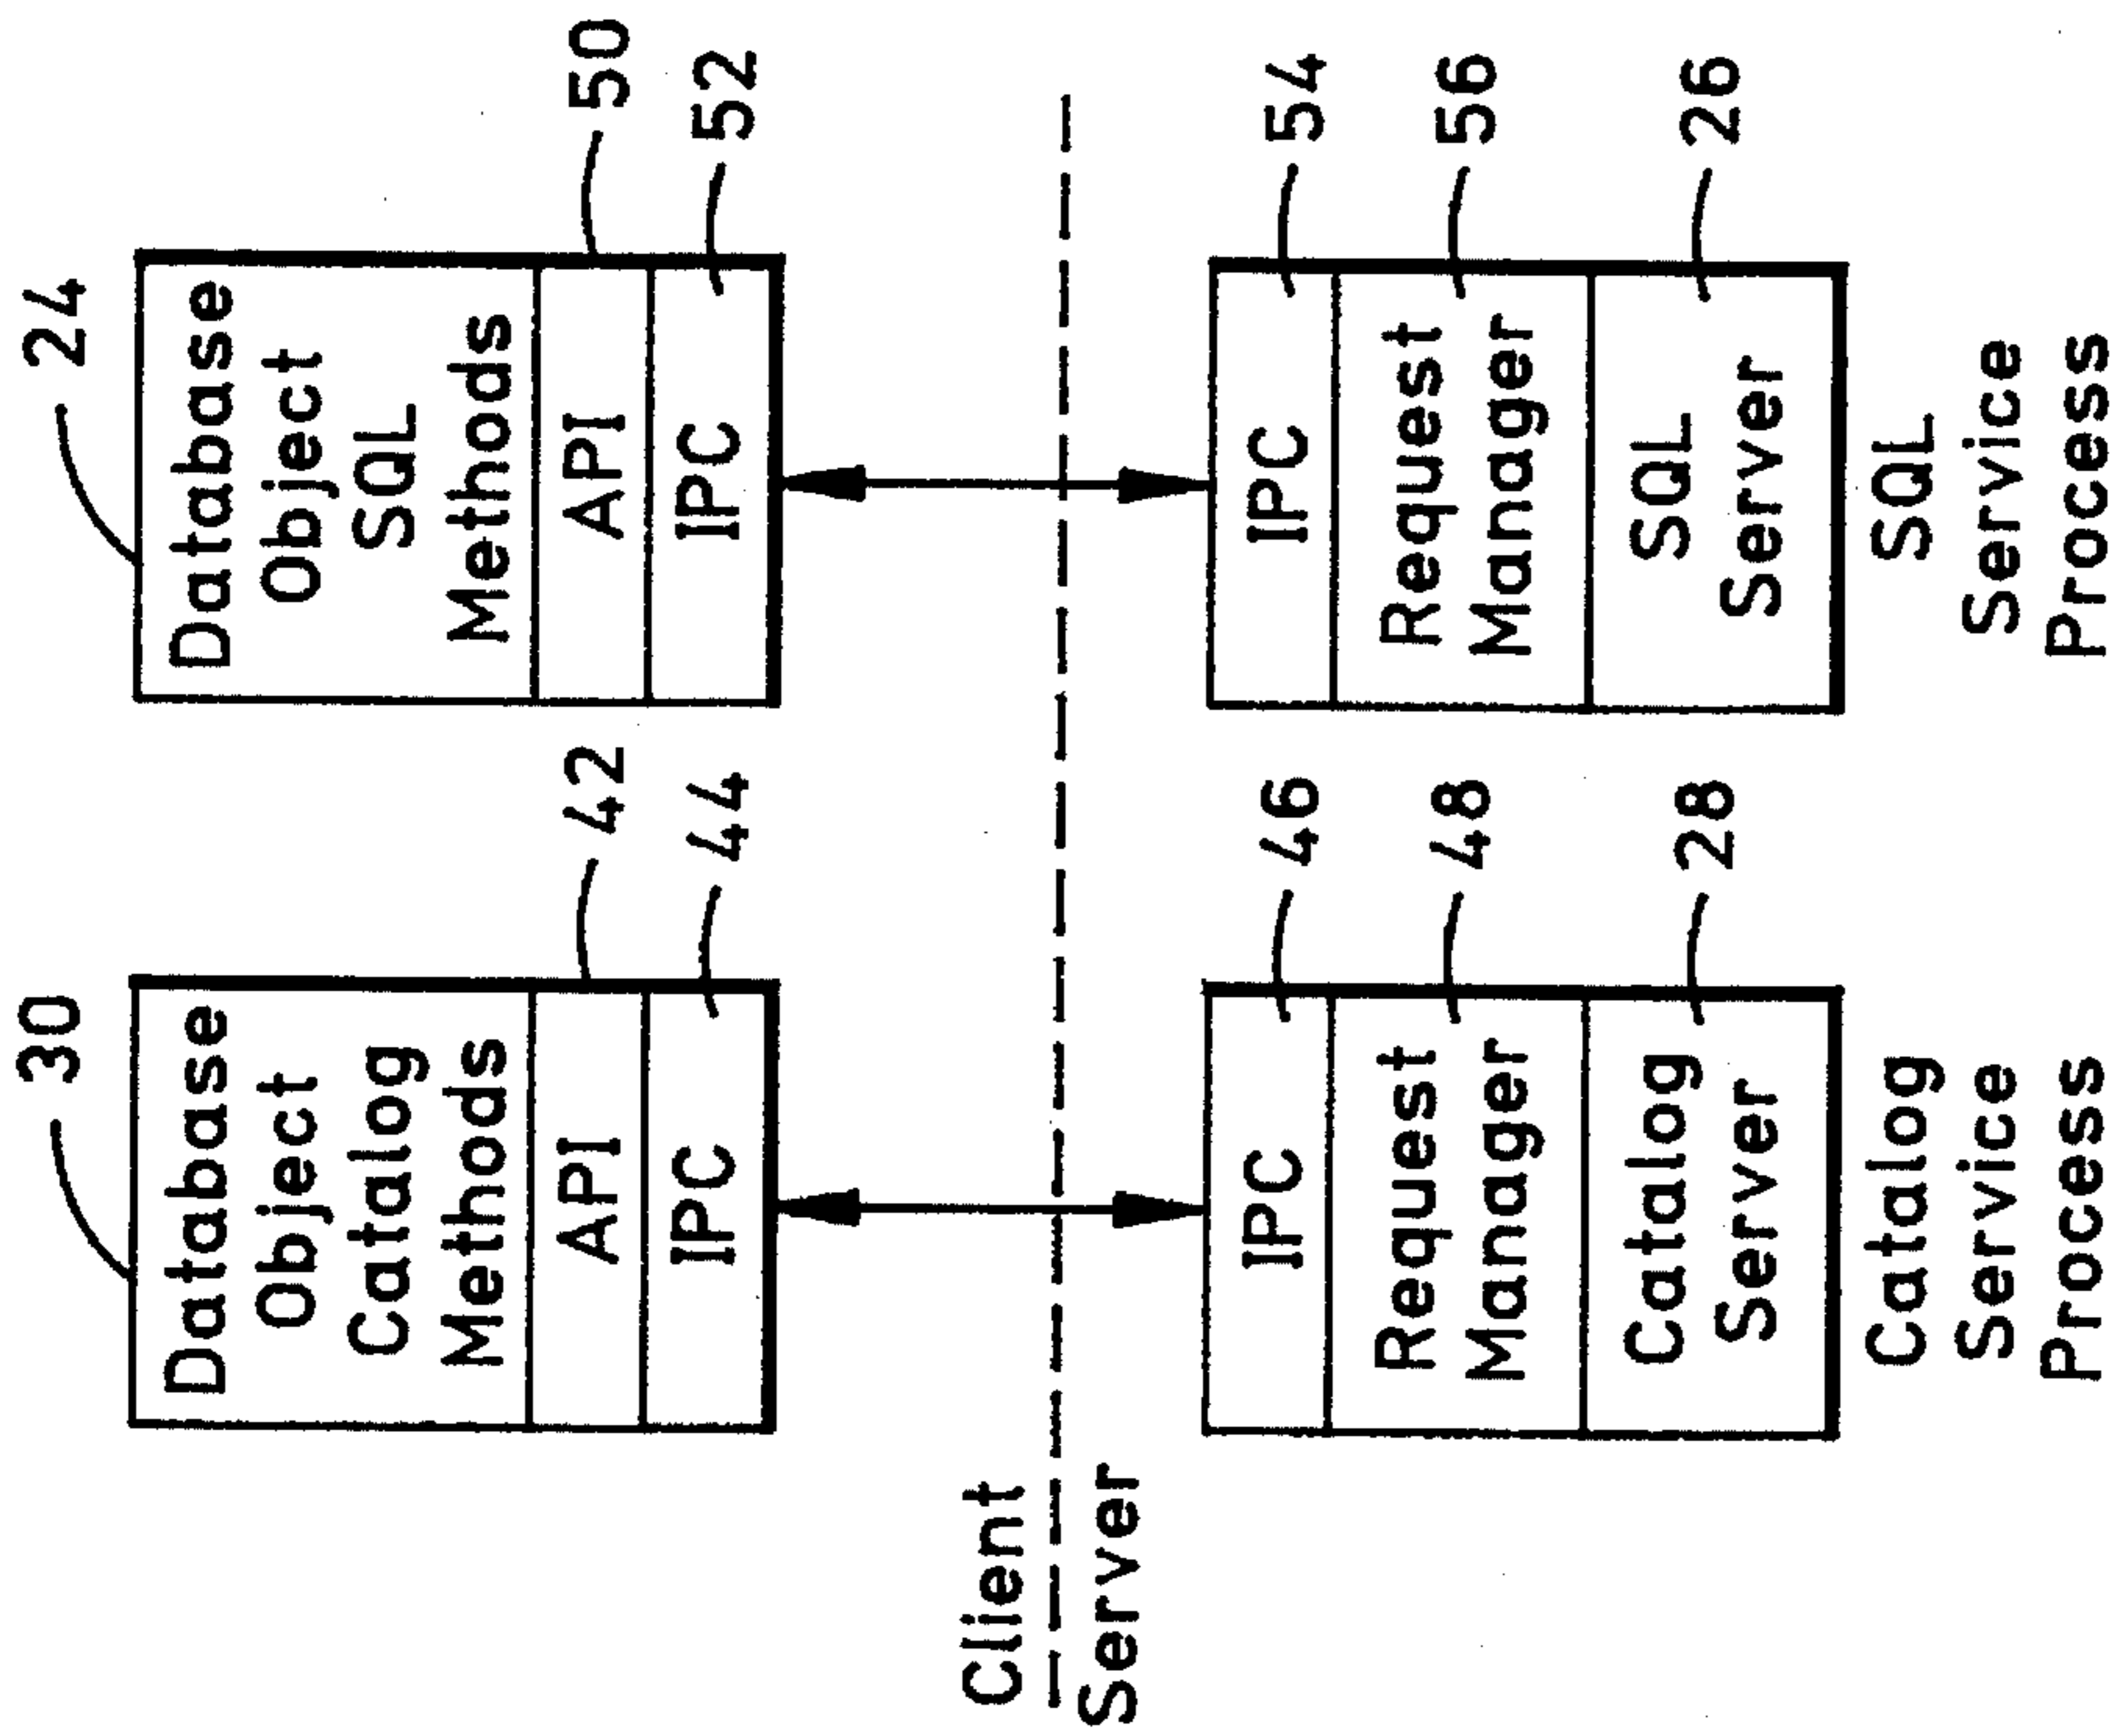 30
Database
Object
Catalog
Methods
API
42
IPC
44
24
Database
Object
SQL
Methods
API
50
IPC
52
Client
Server
IPC
46
Request
Manager
48
Catalog
Server
28
Catalog
Service
Process
IPC
54
Request
Manager
56
SQL
Server
26
SQL
Service
Process